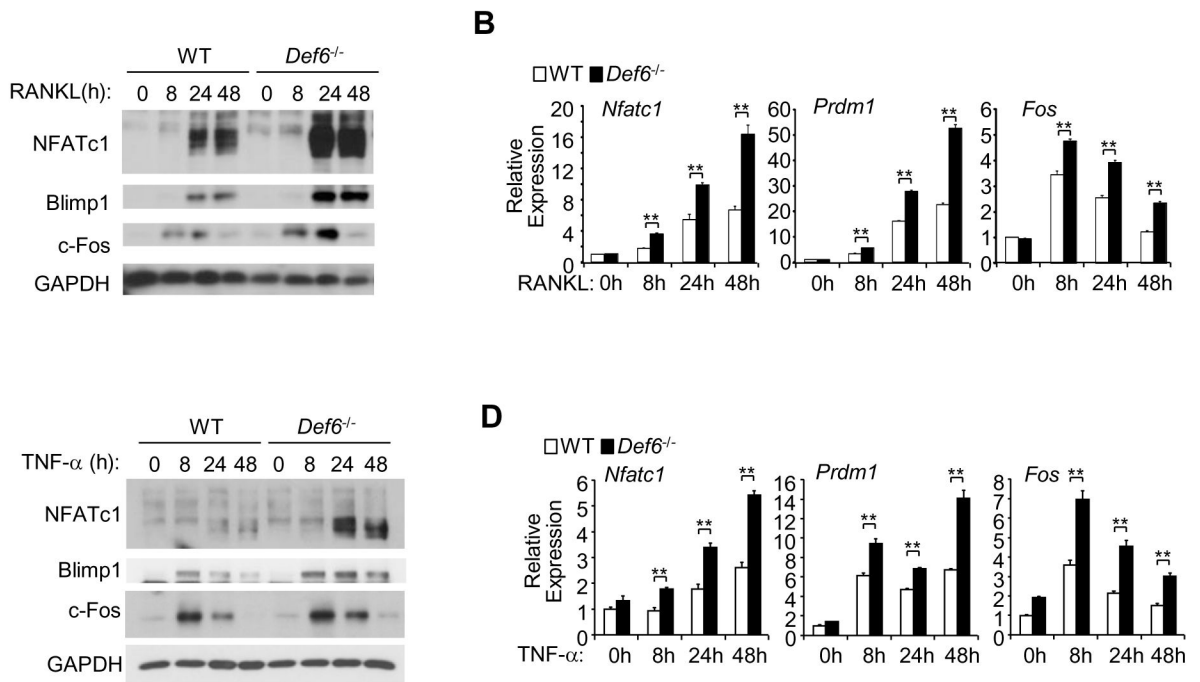 WT Def6-/-
RANKL(h): 0 8 24 48 0 8 24 48
NFATc1
Blimp1
c-Fos
GAPDH
B
WT Def6-/-
Nfatc1 Prdm1 Fos
Relative
Expression
20
16
12
8
4
0
** ** **
60
50
40
30
20
10
0
** ** **
6
5
4
3
2
1
0
** ** **
RANKL: 0h 8h 24h 48h 0h 8h 24h 48h 0h 8h 24h 48h
WT Def6-/-
TNF-α (h): 0 8 24 48 0 8 24 48
NFATc1
Blimp1
c-Fos
GAPDH
D
WT Def6-/-
Nfatc1 Prdm1 Fos
Relative
Expression
6
5
4
3
2
1
0
** ** **
16
14
12
10
8
6
4
2
0
** ** **
8
7
6
5
4
3
2
1
0
** ** **
TNF-α: 0h 8h 24h 48h 0h 8h 24h 48h 0h 8h 24h 48h